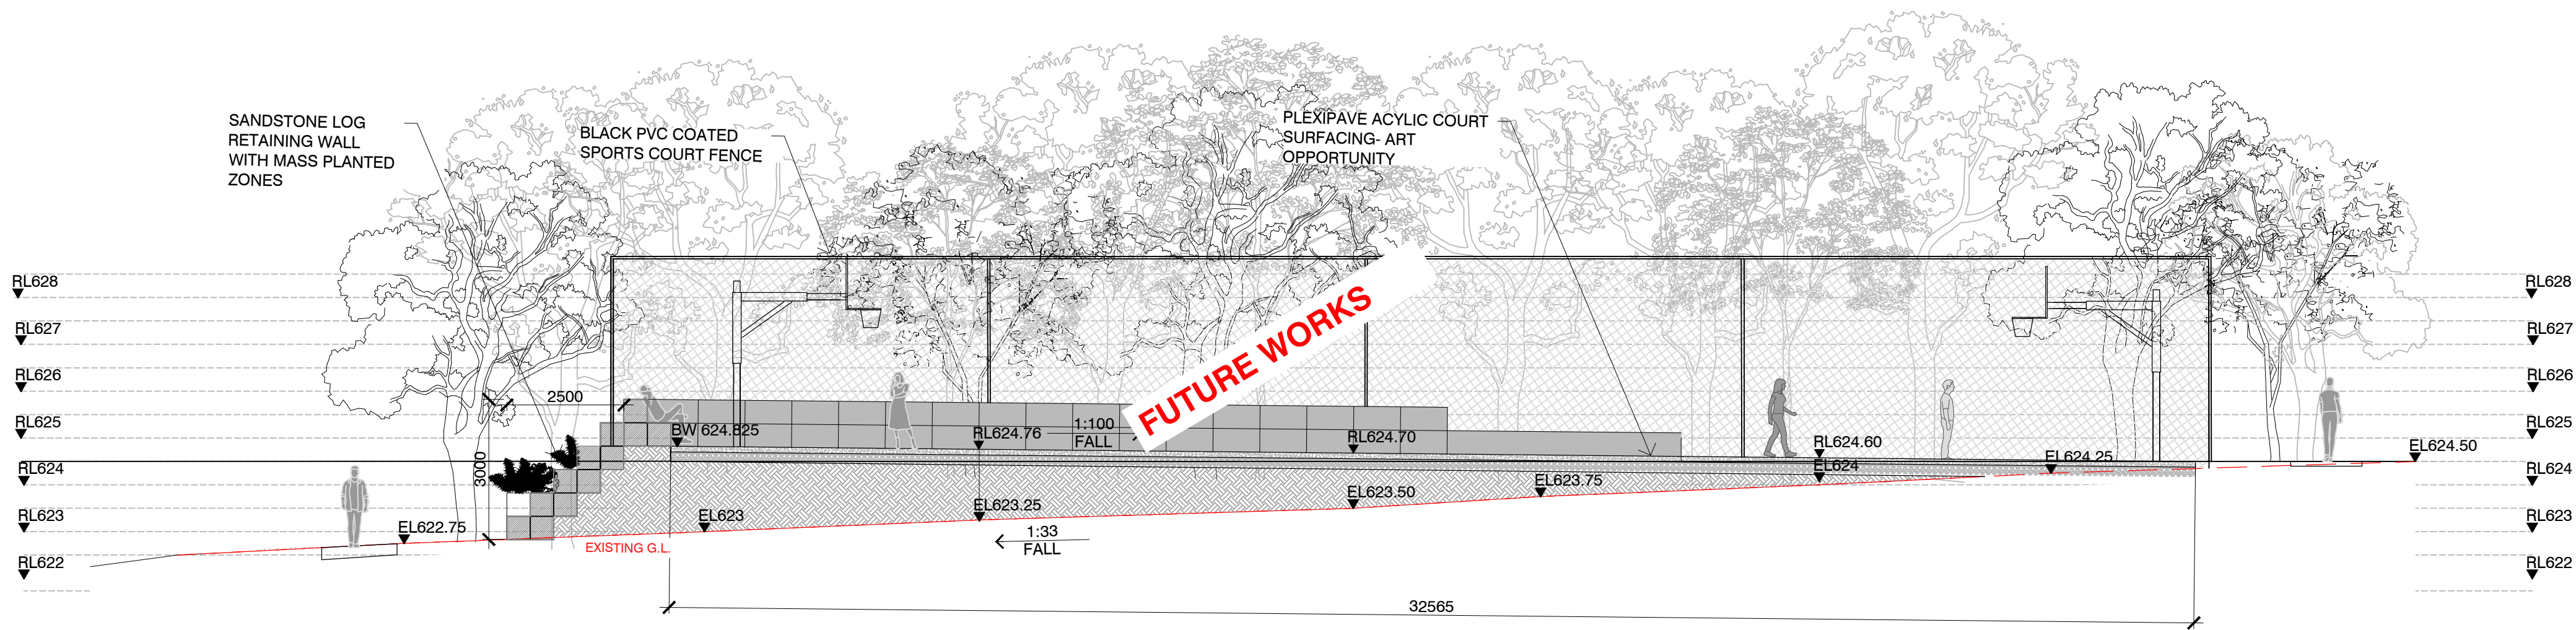 SANDSTONE LOG
RETAINING WALL
WITH MASS PLANTED
ZONES
BLACK PVC COATED
SPORTS COURT FENCE
PLEXIPAVE ACYLIC COURT
SURFACING- ART
OPPORTUNITY
RL628
RL627
RL626
RL625
RL624
RL623
RL622
RL628
RL627
RL626
RL625
RL624
RL623
RL622
FUTURE WORKS
2500
3000
BW 624.825
RL624.76
1:100
FALL
RL624.70
RL624.60
EL624
EL624.25
EL624.50
EL622.75
EL623
EL623.25
EL623.50
EL623.75
EXISTING G.L.
1:33
FALL
32565